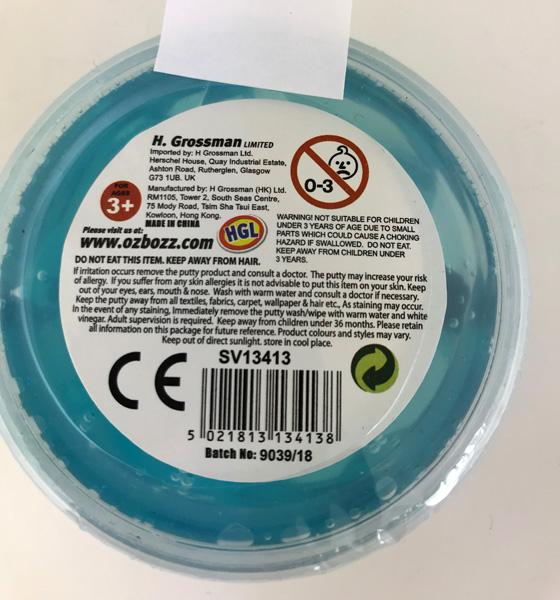 H. Grossman LIMITED
Imported by: H Grossman Ltd.
Herschel House, Quay Industrial Estate,
Ashton Road, Rutherglen, Glasgow
G73 1UB. UK
0-3
FOR AGES
3+
Manufactured by: H Grossman (HK) Ltd.
RM1105, Tower 2, South Seas Centre,
75 Mody Road, Tsim Sha Tsui East,
Kowloon, Hong Kong.
MADE IN CHINA
Please visit us at:
www.ozbozz.com
HGL
WARNING! NOT SUITABLE FOR CHILDREN
UNDER 3 YEARS OF AGE DUE TO SMALL
PARTS WHICH COULD CAUSE A CHOKING
HAZARD IF SWALLOWED. DO NOT EAT.
KEEP AWAY FROM CHILDREN UNDER
3 YEARS.
DO NOT EAT THIS ITEM. KEEP AWAY FROM HAIR.
If irritation occurs remove the putty product and consult a doctor. The putty may increase your risk
of allergy. If you suffer from any skin allergies it is not advisable to put this item on your skin. Keep
out of your eyes, ears, mouth & nose. Wash with warm water and consult a doctor if necessary.
Keep the putty away from all textiles, fabrics, carpet, wallpaper & hair etc., As staining may occur.
In the event of any staining, Immediately remove the putty wash/wipe with warm water and white
vinegar. Adult supervision is required. Keep away from children under 36 months. Please retain
all information on this package for future reference. Product colours and styles may vary.
Keep out of direct sunlight. store in cool place.
CE
SV13413
5 021813 134138
Batch No: 9039/18